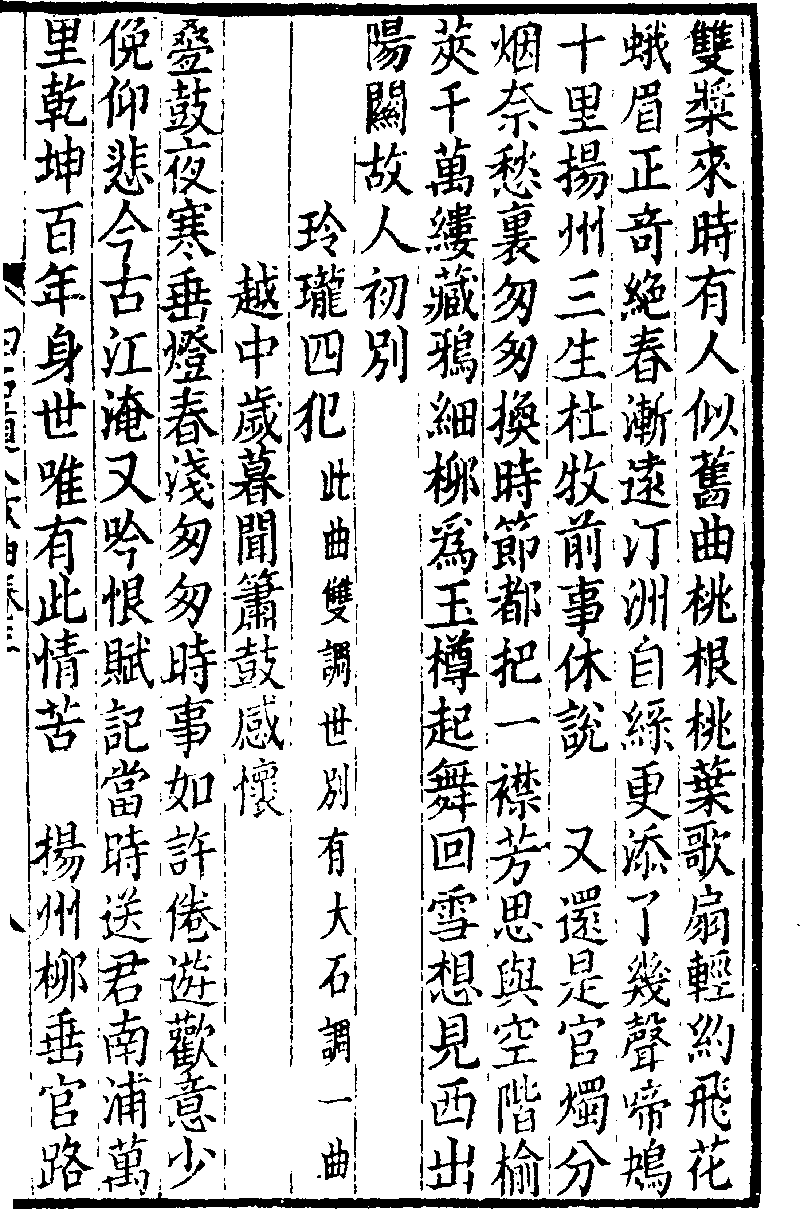 雙槳來時有人似舊曲桃根桃葉歌扇輕約飛花
蛾眉正奇絕春漸遠汀洲自綠更添了幾聲啼鴂
十里揚州三生杜牧前事休說　又還是官燭分
烟奈愁裏匆匆換時節都把一襟芳思與空階榆
莢千萬縷藏鴉細柳爲玉樽起舞回雪想見西出
陽關故人初別
玲瓏四犯 此曲雙調世別有大石調一曲
越中歲暮聞簫鼓感懷
疊鼓夜寒垂燈春淺匆匆時事如許倦遊歡意少
俛仰悲今古江淹又吟恨賦記當時送君南浦萬
里乾坤百年身世唯有此情苦　揚州柳垂官路